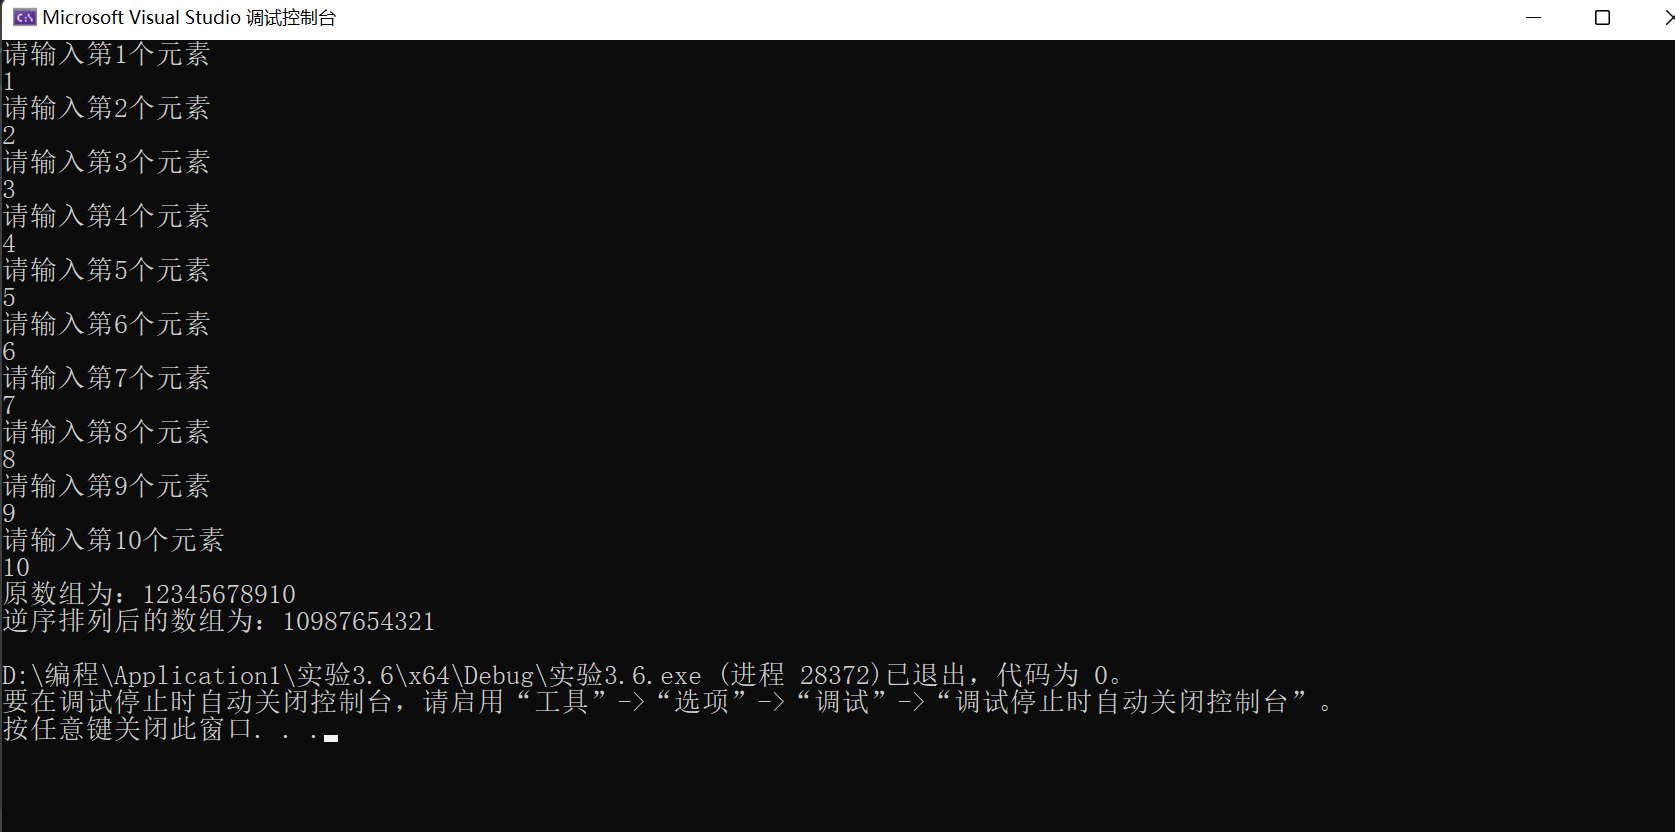 Microsoft Visual Studio 调试控制台
请输入第1个元素
1
请输入第2个元素
2
请输入第3个元素
3
请输入第4个元素
4
请输入第5个元素
5
请输入第6个元素
6
请输入第7个元素
7
请输入第8个元素
8
请输入第9个元素
9
请输入第10个元素
10
原数组为：12345678910
逆序排列后的数组为：10987654321
D:\编程\Application1\实验3.6\x64\Debug\实验3.6.exe (进程 28372)已退出，代码为 0。
要在调试停止时自动关闭控制台，请启用“工具”->“选项”->“调试”->“调试停止时自动关闭控制台”。
按任意键关闭此窗口. . .